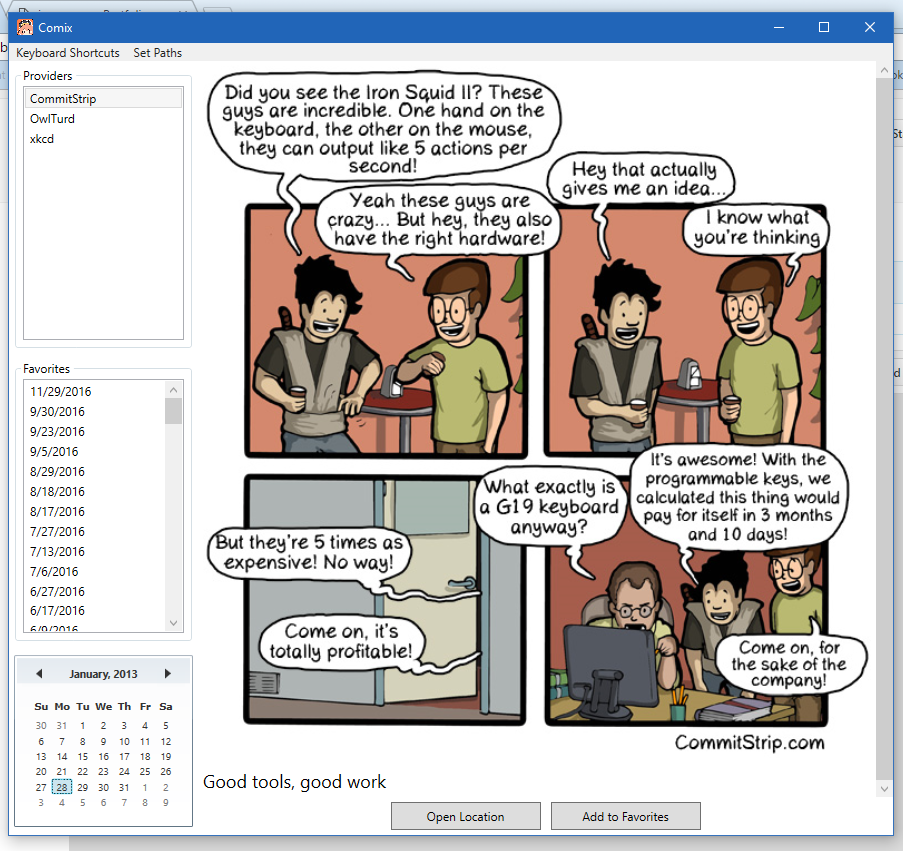 Comix
Keyboard Shortcuts Set Paths
Providers
CommitStrip
OwlTurd
xkcd
Favorites
11/29/2016
9/30/2016
9/23/2016
9/5/2016
8/29/2016
8/18/2016
8/17/2016
7/27/2016
7/13/2016
7/6/2016
6/27/2016
6/17/2016
6/9/2016
January, 2013
Su Mo Tu We Th Fr Sa
30 31 1 2 3 4 5
6 7 8 9 10 11 12
13 14 15 16 17 18 19
20 21 22 23 24 25 26
27 28 29 30 31 1 2
3 4 5 6 7 8 9
Did you see the Iron Squid II? These
guys are incredible. One hand on the
keyboard, the other on the mouse,
they can output like 5 actions per
second!
Yeah these guys are
crazy... But hey, they also
have the right hardware!
Hey that actually
gives me an idea...
I know what
you're thinking
But they're 5 times as
expensive! No way!
Come on, it's
totally profitable!
What exactly is
a G19 keyboard
anyway?
It's awesome! With the
programmable keys, we
calculated this thing would
pay for itself in 3 months
and 10 days!
Come on, for
the sake of the
company!
CommitStrip.com
Good tools, good work
Open Location Add to Favorites